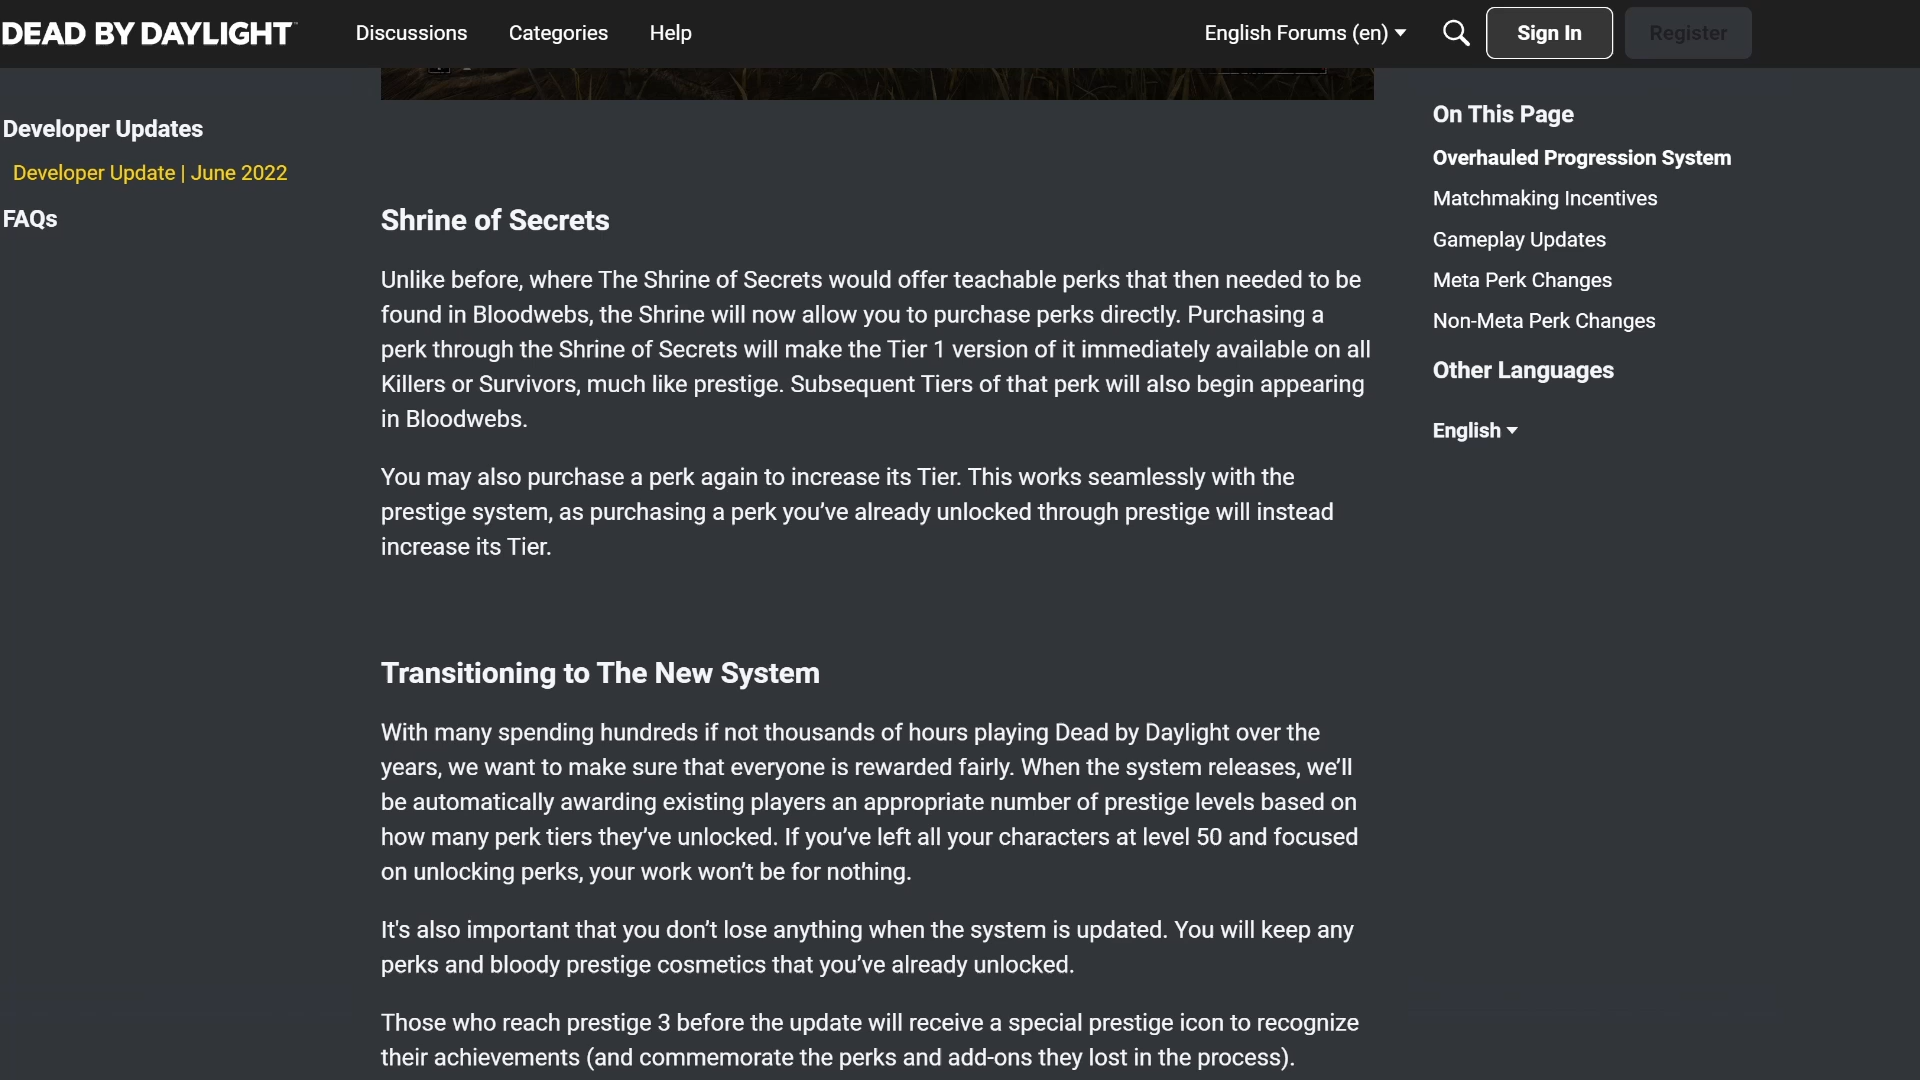 DEAD BY DAYLIGHT™
Discussions
Categories
Help
English Forums (en)
Sign In
Register
Developer Updates
Developer Update | June 2022
FAQs
Shrine of Secrets
Unlike before, where The Shrine of Secrets would offer teachable perks that then needed to be
found in Bloodwebs, the Shrine will now allow you to purchase perks directly. Purchasing a
perk through the Shrine of Secrets will make the Tier 1 version of it immediately available on all
Killers or Survivors, much like prestige. Subsequent Tiers of that perk will also begin appearing
in Bloodwebs.
You may also purchase a perk again to increase its Tier. This works seamlessly with the
prestige system, as purchasing a perk you’ve already unlocked through prestige will instead
increase its Tier.
Transitioning to The New System
With many spending hundreds if not thousands of hours playing Dead by Daylight over the
years, we want to make sure that everyone is rewarded fairly. When the system releases, we’ll
be automatically awarding existing players an appropriate number of prestige levels based on
how many perk tiers they’ve unlocked. If you’ve left all your characters at level 50 and focused
on unlocking perks, your work won’t be for nothing.
It's also important that you don’t lose anything when the system is updated. You will keep any
perks and bloody prestige cosmetics that you’ve already unlocked.
Those who reach prestige 3 before the update will receive a special prestige icon to recognize
their achievements (and commemorate the perks and add-ons they lost in the process).
On This Page
Overhauled Progression System
Matchmaking Incentives
Gameplay Updates
Meta Perk Changes
Non-Meta Perk Changes
Other Languages
English